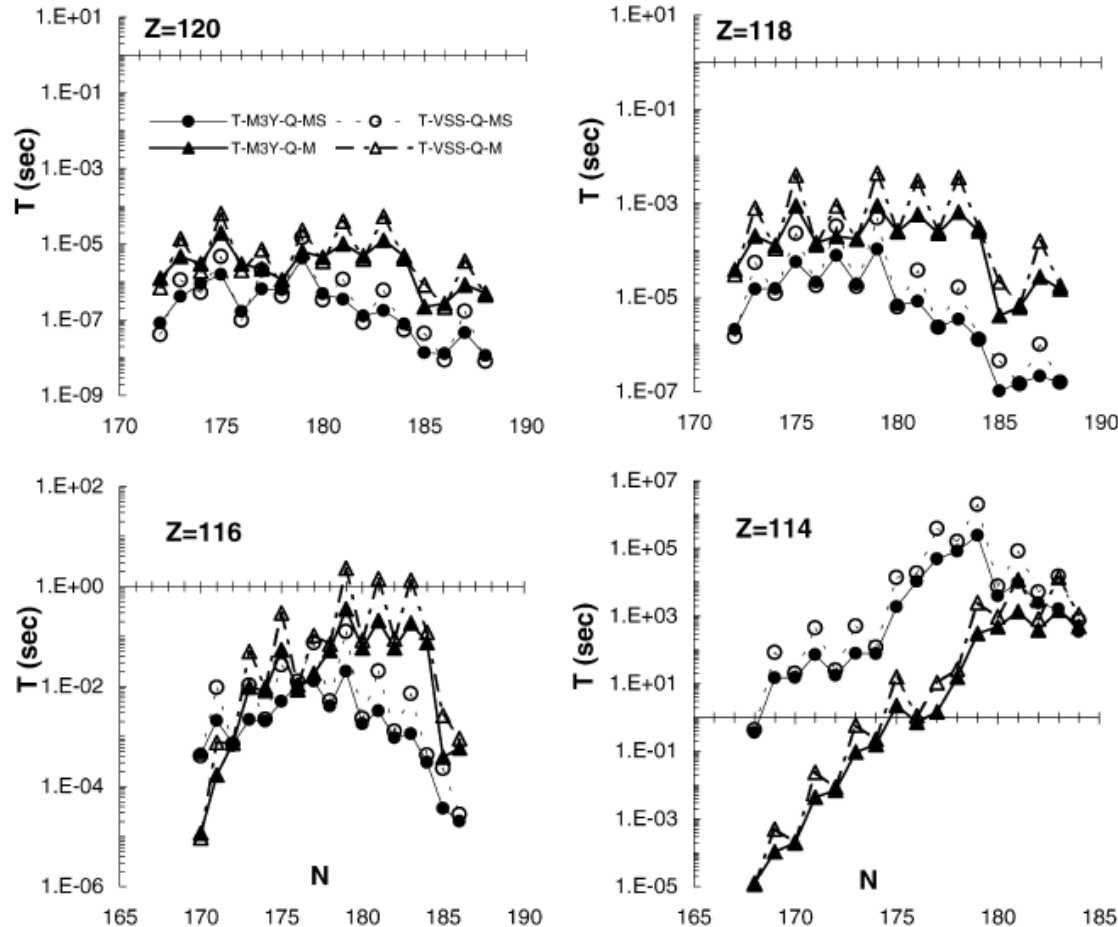 Z=120
1.E+01
1.E-01
1.E-03
1.E-05
1.E-07
1.E-09
T (sec)
T-M3Y-Q-MS
T-VSS-Q-MS
T-M3Y-Q-M
T-VSS-Q-M
170 175 180 185 190
Z=118
1.E+01
1.E-01
1.E-03
1.E-05
1.E-07
T (sec)
170 175 180 185 190
Z=116
1.E+02
1.E+00
1.E-02
1.E-04
1.E-06
T (sec)
N
165 170 175 180 185 190
Z=114
1.E+07
1.E+05
1.E+03
1.E+01
1.E-01
1.E-03
1.E-05
T (sec)
N
165 170 175 180 185